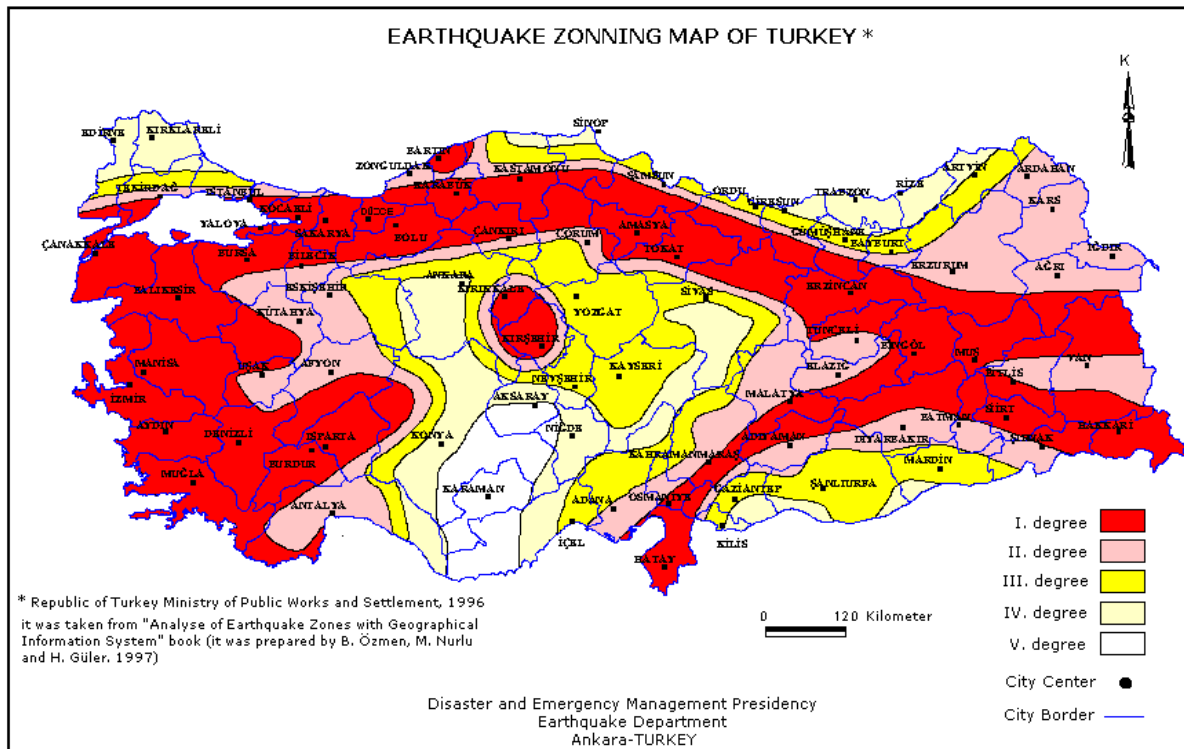 EARTHQUAKE ZONNING MAP OF TURKEY *
K
SİNOP
EDİRNE
KIRKLARELİ
BARTIN
ZONGULDAK
KASTAMONU
ARTVİN
ARDAHAN
TEKİRDAĞ
İSTANBUL
KARABUK
SAMSUN
ORDU
GİRESUN
TRABZON
RİZE
KARS
KOCAELİ
YALOVA
SAKARYA
DÜZCE
BOLU
ÇANKIRI
ÇORUM
AMASYA
TOKAT
GÜMÜŞHANE
BAYBURT
IĞDIR
ÇANAKKALE
BURSA
BİLECİK
ERZURUM
AĞRI
BALIKESİR
ESKİŞEHİR
ANKARA
KIRIKKALE
YOZGAT
SİVAS
ERZİNCAN
KÜTAHYA
KIRŞEHİR
TUNCELİ
BİNGÖL
MUŞ
VAN
MANİSA
UŞAK
AFYON
NEVŞEHİR
KAYSERİ
ELAZIĞ
BİTLİS
İZMİR
AKSARAY
MALATYA
SİİRT
AYDIN
DENİZLİ
ISPARTA
KONYA
NİĞDE
ADIYAMAN
DİYARBAKIR
BATMAN
ŞIRNAK
HAKKARİ
BURDUR
KAHRAMANMARAŞ
MARDİN
MUĞLA
KARAMAN
ADANA
OSMANİYE
GAZİANTEP
ŞANLIURFA
ANTALYA
İÇEL
KİLİS
HATAY
I. degree
II. degree
III. degree
IV. degree
V. degree
City Center
City Border
0 120 Kilometer
* Republic of Turkey Ministry of Public Works and Settlement, 1996
it was taken from "Analyse of Earthquake Zones with Geographical
Information System" book (it was prepared by B. Özmen, M. Nurlu
and H. Güler. 1997)
Disaster and Emergency Management Presidency
Earthquake Department
Ankara-TURKEY